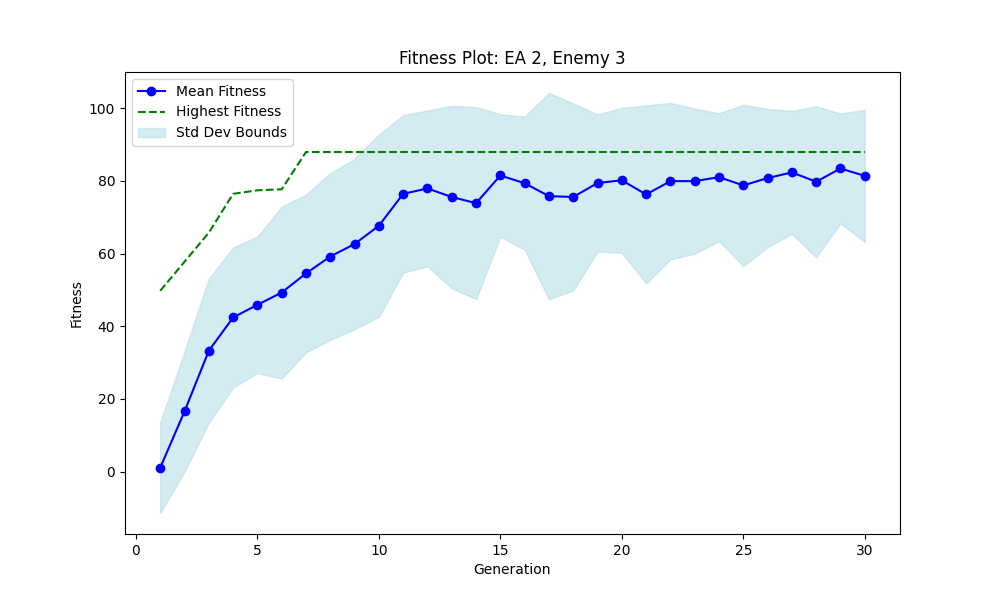 Fitness Plot: EA 2, Enemy 3
Mean Fitness
Highest Fitness
Std Dev Bounds
100
80
60
40
20
0
Fitness
0 5 10 15 20 25 30
Generation